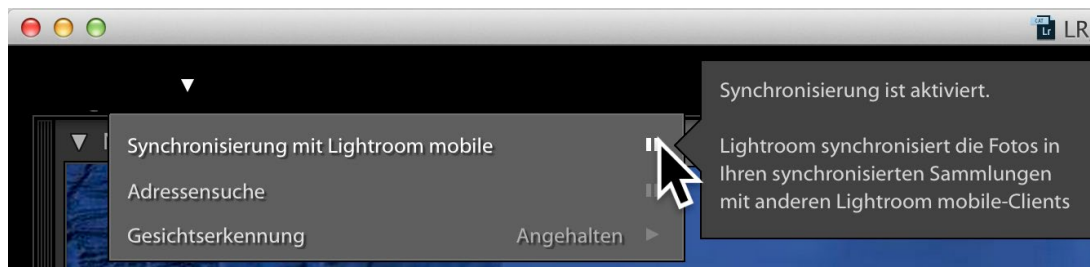 LR
Synchronisierung ist aktiviert.
Synchronisierung mit Lightroom mobile
Lightroom synchronisiert die Fotos in
Ihren synchronisierten Sammlungen
mit anderen Lightroom mobile-Clients
Adressensuche
Gesichtserkennung Angehalten